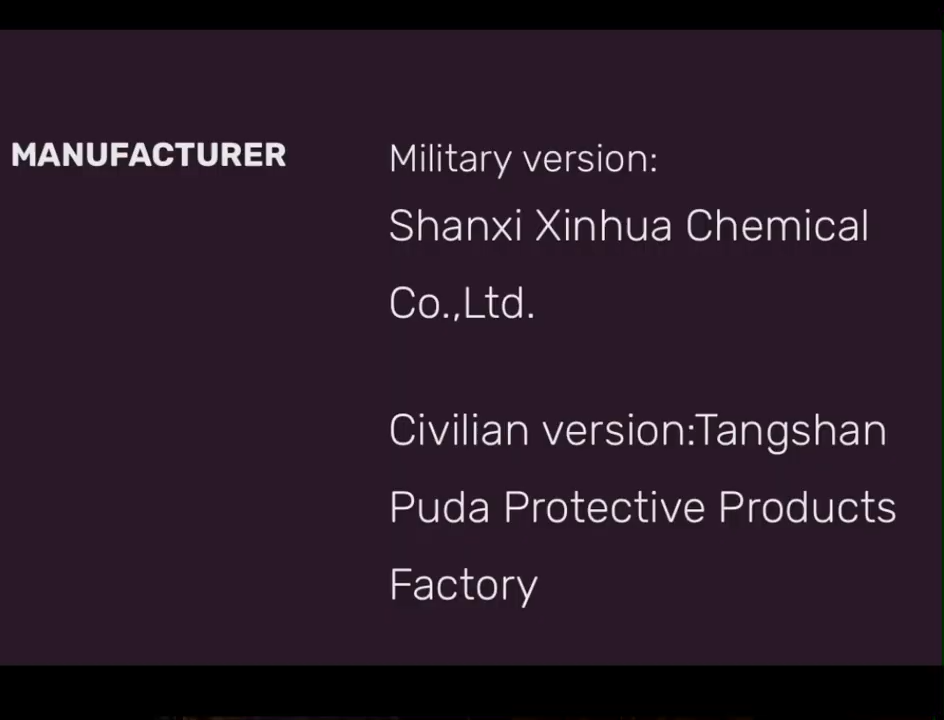 MANUFACTURER
Military version:
Shanxi Xinhua Chemical
Co.,Ltd.
Civilian version:Tangshan
Puda Protective Products
Factory